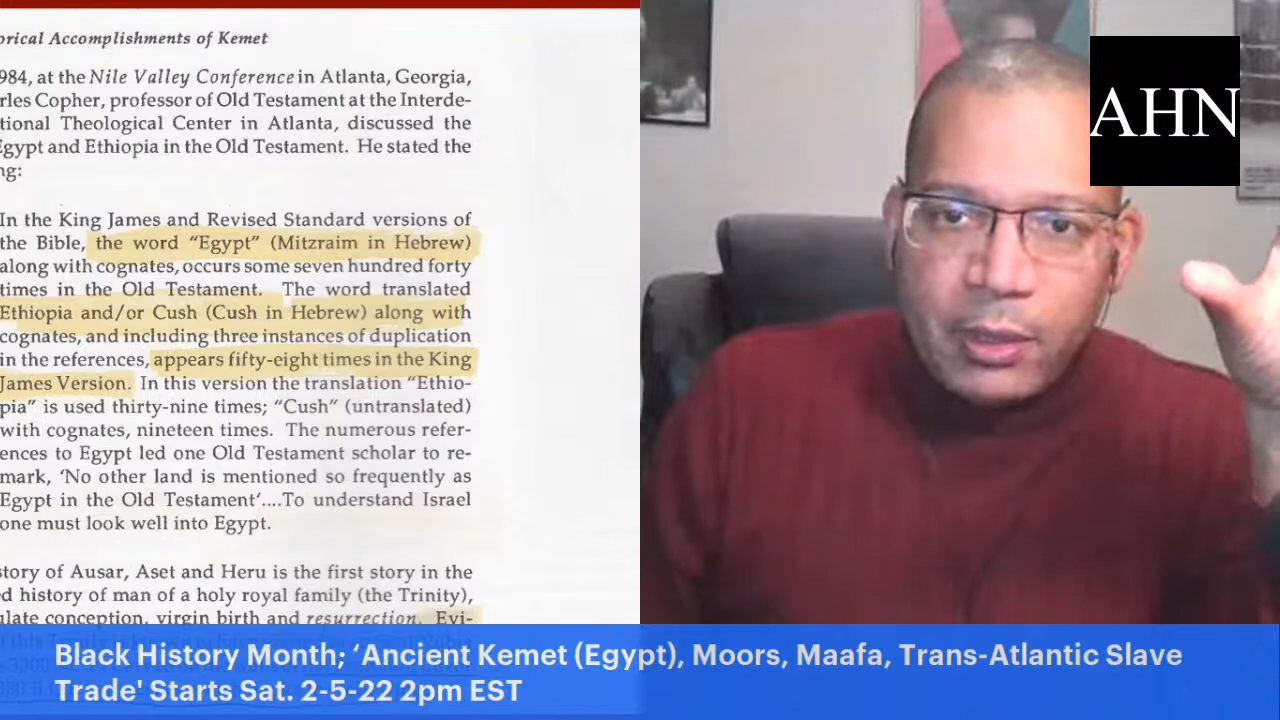 orical Accomplishments of Kemet
984, at the Nile Valley Conference in Atlanta, Georgia,
rles Copher, professor of Old Testament at the Interde-
tional Theological Center in Atlanta, discussed the
Egypt and Ethiopia in the Old Testament. He stated the
ng:
In the King James and Revised Standard versions of
the Bible, the word “Egypt” (Mitzraim in Hebrew)
along with cognates, occurs some seven hundred forty
times in the Old Testament. The word translated
Ethiopia and/or Cush (Cush in Hebrew) along with
cognates, and including three instances of duplication
in the references, appears fifty-eight times in the King
James Version. In this version the translation “Ethio-
pia” is used thirty-nine times; “Cush” (untranslated)
with cognates, nineteen times. The numerous refer-
ences to Egypt led one Old Testament scholar to re-
mark, ‘No other land is mentioned so frequently as
Egypt in the Old Testament‘....To understand Israel
one must look well into Egypt.
story of Ausar, Aset and Heru is the first story in the
d history of man of a holy royal family (the Trinity),
ulate conception, virgin birth and resurrection. Evi-
AHN
Black History Month; ‘Ancient Kemet (Egypt), Moors, Maafa, Trans-Atlantic Slave
Trade' Starts Sat. 2-5-22 2pm EST